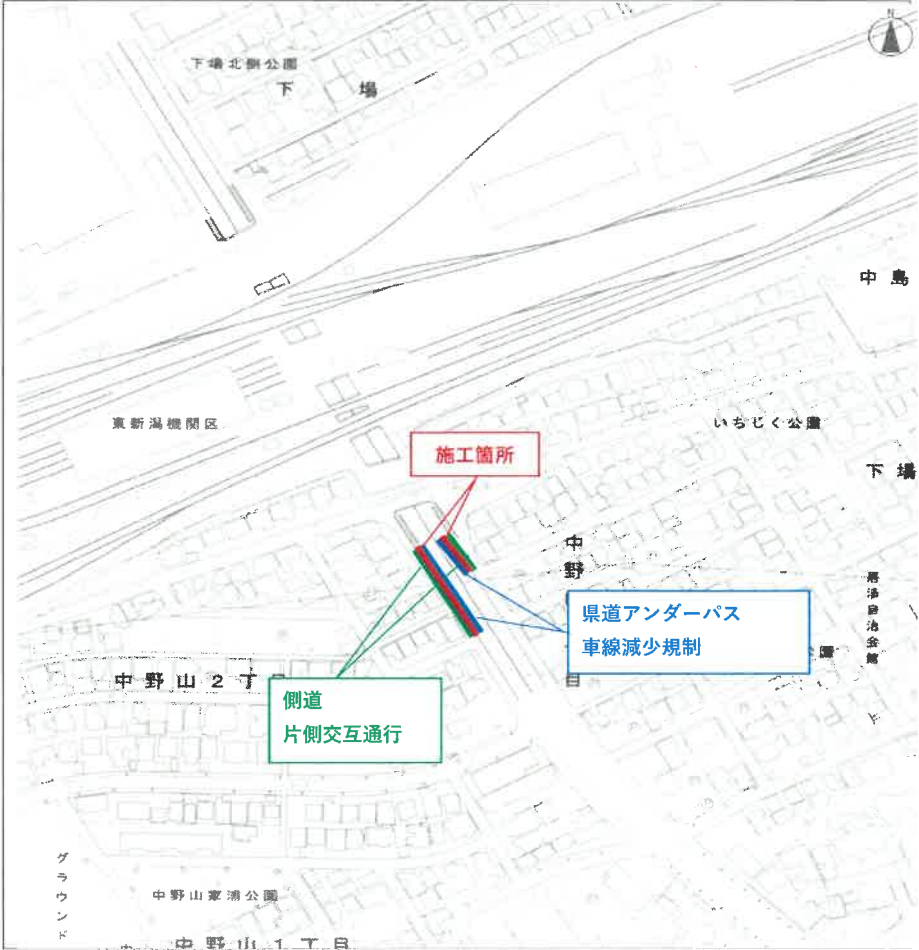 N
下場北側公園
下場
中島
東新潟機関区
いちじく公園
施工箇所
下場
中野
県道アンダーパス
車線減少規制
園
目
中野山2丁
側道
片側交互通行
グラウンド
中野山家浦公園
中野山1丁目